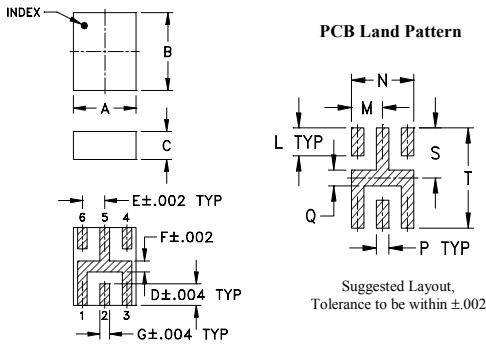 INDEX
B
A
C
E±.002 TYP
6 5 4
F±.002
D±.004 TYP
1 2 3
G±.004 TYP
PCB Land Pattern
N
M
L TYP
S
T
Q
P TYP
Suggested Layout,
Tolerance to be within ±.002